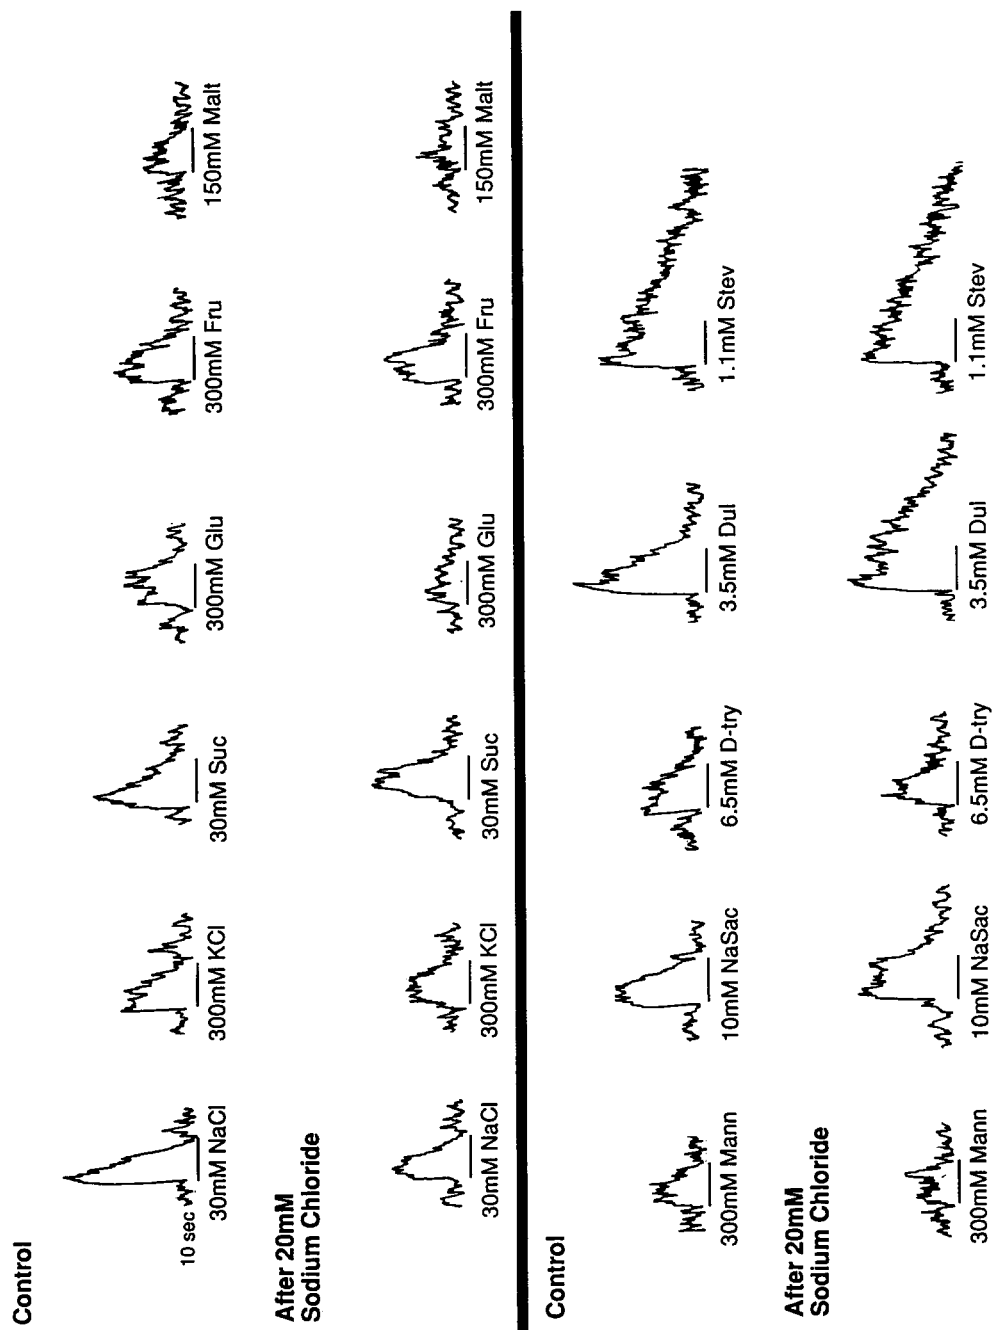 Control
10 sec
30mM NaCl
300mM KCl
30mM Suc
300mM Glu
300mM Fru
150mM Malt
After 20mM
Sodium Chloride
30mM NaCl
300mM KCl
30mM Suc
300mM Glu
300mM Fru
150mM Malt
Control
300mM Mann
10mM NaSac
6.5mM D-try
3.5mM Dul
1.1mM Stev
After 20mM
Sodium Chloride
300mM Mann
10mM NaSac
6.5mM D-try
3.5mM Dul
1.1mM Stev